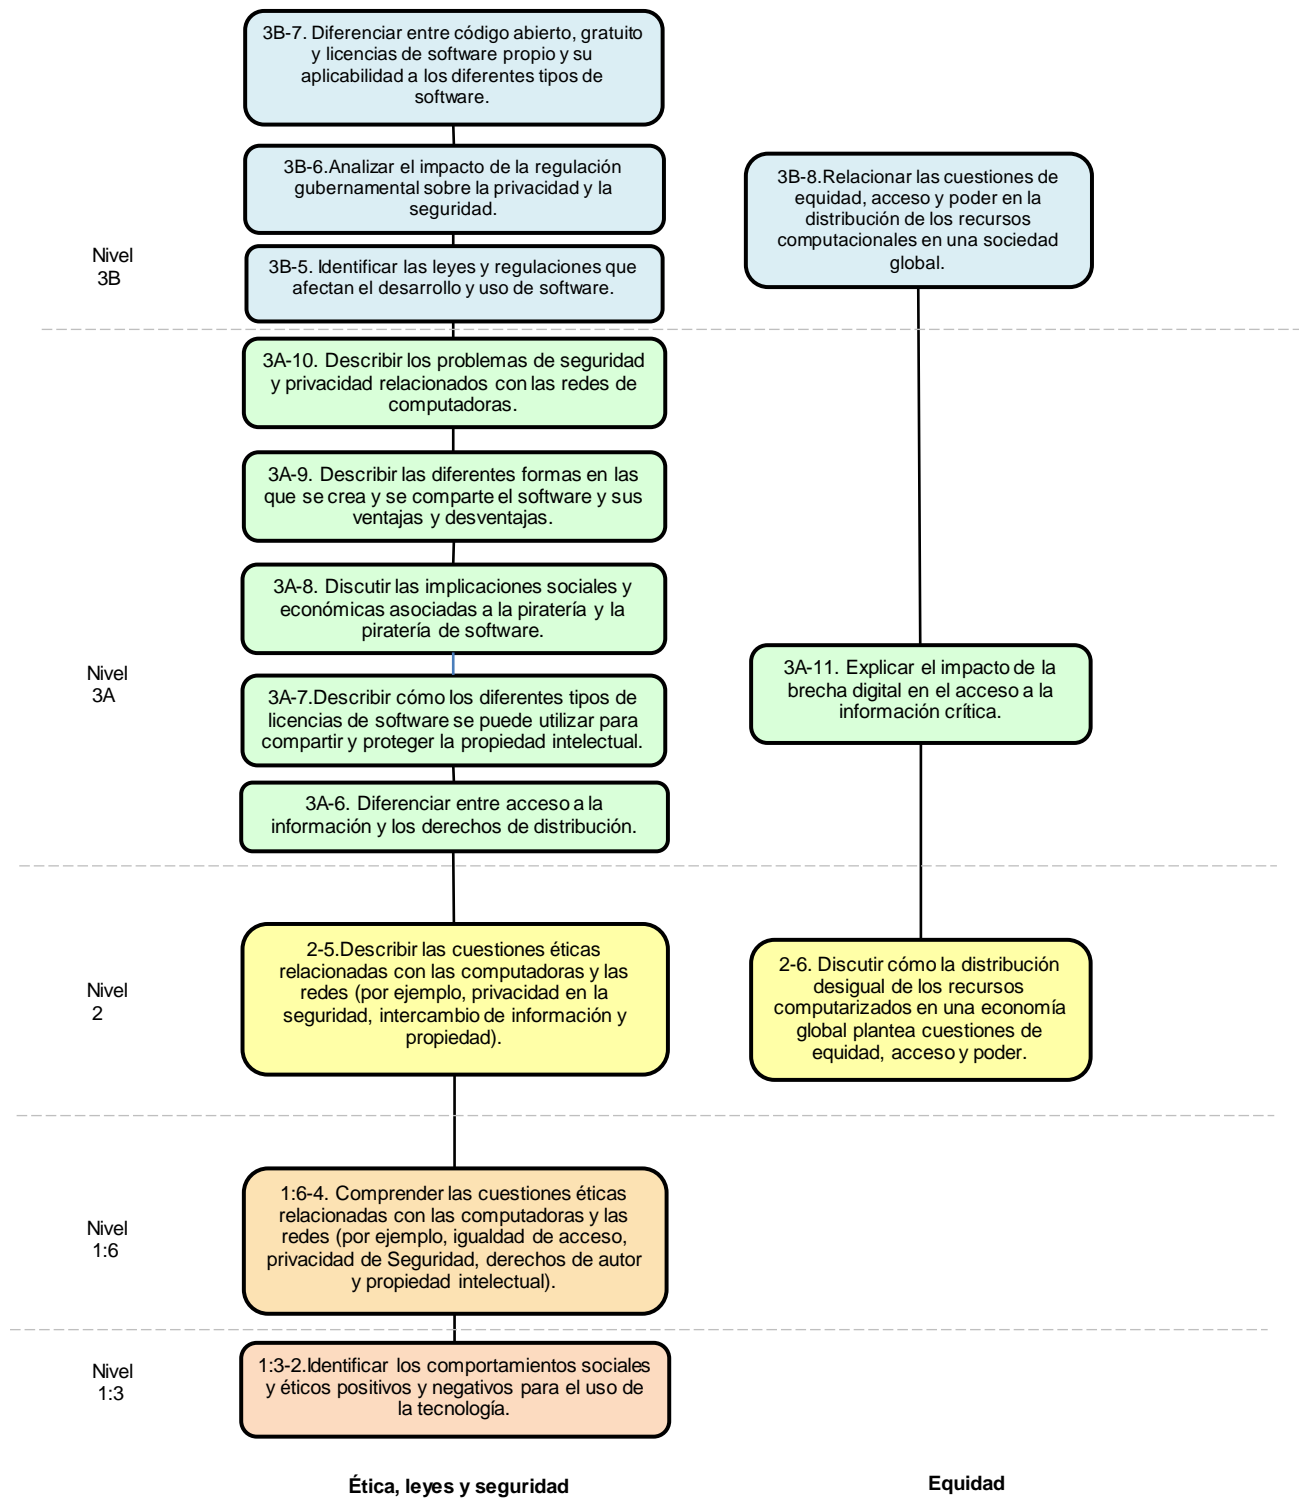 3B-7. Diferenciar entre código abierto, gratuito
y licencias de software propio y su
aplicabilidad a los diferentes tipos de
software.
3B-6.Analizar el impacto de la regulación
gubernamental sobre la privacidad y la
seguridad.
3B-8.Relacionar las cuestiones de
equidad, acceso y poder en la
distribución de los recursos
computacionales en una sociedad
global.
Nivel
3B
3B-5. Identificar las leyes y regulaciones que
afectan el desarrollo y uso de software.
3A-10. Describir los problemas de seguridad
y privacidad relacionados con las redes de
computadoras.
3A-9. Describir las diferentes formas en las
que se crea y se comparte el software y sus
ventajas y desventajas.
3A-8. Discutir las implicaciones sociales y
económicas asociadas a la piratería y la
piratería de software.
Nivel
3A
3A-7.Describir cómo los diferentes tipos de
licencias de software se puede utilizar para
compartir y proteger la propiedad intelectual.
3A-11. Explicar el impacto de la
brecha digital en el acceso a la
información crítica.
3A-6. Diferenciar entre acceso a la
información y los derechos de distribución.
Nivel
2
2-5.Describir las cuestiones éticas
relacionadas con las computadoras y las
redes (por ejemplo, privacidad en la
seguridad, intercambio de información y
propiedad).
2-6. Discutir cómo la distribución
desigual de los recursos
computarizados en una economía
global plantea cuestiones de
equidad, acceso y poder.
Nivel
1:6
1:6-4. Comprender las cuestiones éticas
relacionadas con las computadoras y las
redes (por ejemplo, igualdad de acceso,
privacidad de Seguridad, derechos de autor
y propiedad intelectual).
Nivel
1:3
1:3-2.Identificar los comportamientos sociales
y éticos positivos y negativos para el uso de
la tecnología.
Ética, leyes y seguridad
Equidad